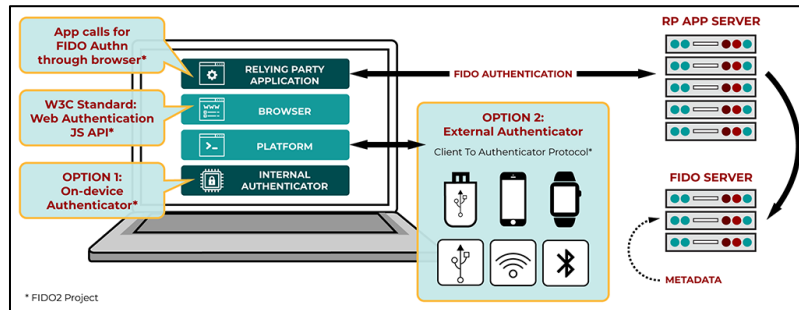 App calls for
FIDO Authn
through browser*
W3C Standard:
Web Authentication
JS API*
OPTION 1:
On-device
Authenticator*
RELYING PARTY
APPLICATION
BROWSER
PLATFORM
INTERNAL
AUTHENTICATOR
FIDO AUTHENTICATION
OPTION 2:
External Authenticator
Client To Authenticator Protocol*
RP APP SERVER
FIDO SERVER
METADATA
* FIDO2 Project